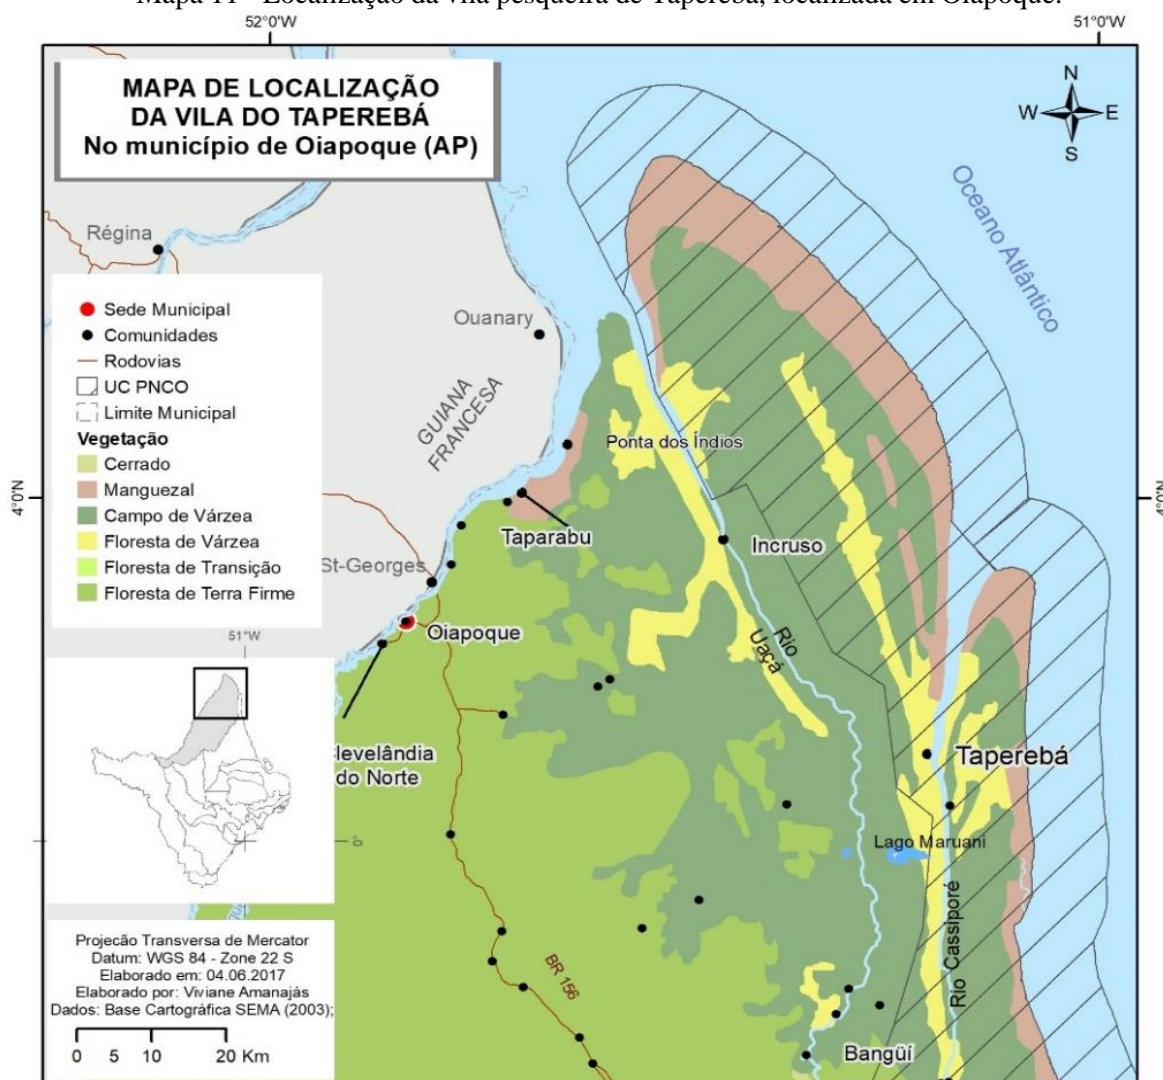 Mapa 11 - Localização da vila pesqueira de Taperebá, localizada em Oiapoque.
52°0'W
51°0'W
MAPA DE LOCALIZAÇÃO
DA VILA DO TAPEREBÁ
No município de Oiapoque (AP)
N
W
E
S
Oceano Atlântico
Régina
Ouanary
GUIANA
FRANCESA
Sede Municipal
Comunidades
Rodovias
UC PNCO
Limite Municipal
Vegetação
Cerrado
Manguezal
Campo de Várzea
Floresta de Várzea
Floresta de Transição
Floresta de Terra Firme
Ponta dos Índios
4°0'N
4°0'N
Taparabu
Incruso
St-Georges
Oiapoque
Rio
Uaçá
51°W
0°
levelândia
do Norte
Taperebá
Lago Maruani
Rio Cassiporé
BR 156
Bangüí
Projecão Transversa de Mercator
Datum: WGS 84 - Zone 22 S
Elaborado em: 04.06.2017
Elaborado por: Viviane Amanajás
Dados: Base Cartográfica SEMA (2003);
0 5 10 20 Km